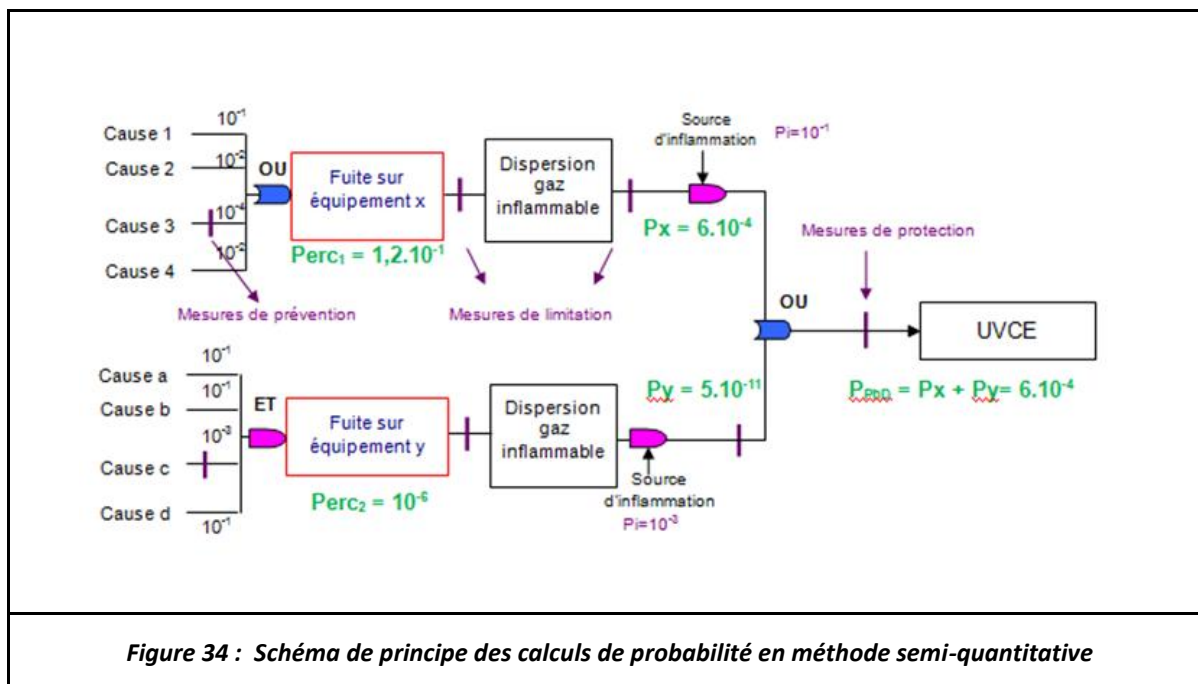 10⁻¹
Cause 1
10⁻²
Cause 2
OU
Fuite sur
équipement x
Dispersion
gaz
inflammable
Source
d'inflammation
Pi=10⁻¹
10⁻⁴
Cause 3
10⁻²
Cause 4
Perc₁ = 1,2.10⁻¹
Px = 6.10⁻⁴
Mesures de prévention
Mesures de limitation
Mesures de protection
OU
UVCE
10⁻¹
Cause a
10⁻¹
Cause b
ET
10⁻³
Cause c
Cause d
10⁻¹
Fuite sur
équipement y
Perc₂ = 10⁻⁶
Dispersion
gaz
inflammable
Py = 5.10⁻¹¹
Source
d'inflammation
Pi=10⁻³
P_PhD = Px + Py= 6.10⁻⁴
Figure 34 : Schéma de principe des calculs de probabilité en méthode semi-quantitative